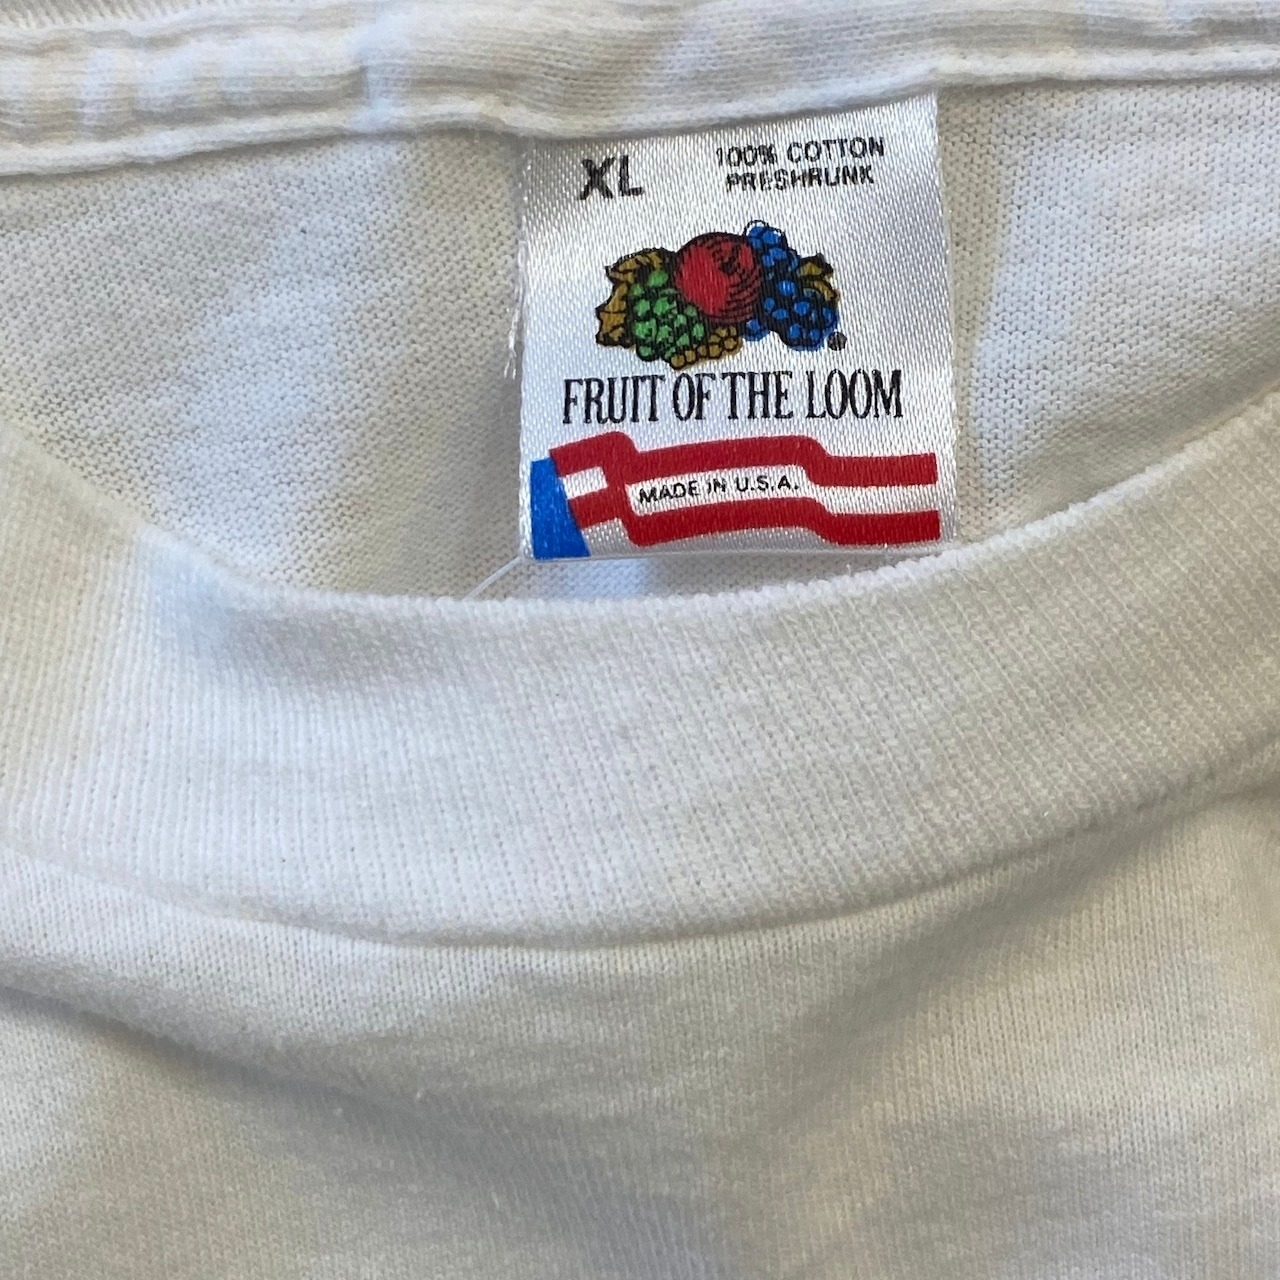 XL
100% COTTON
PRESHRUNK
FRUIT OF THE LOOM
MADE IN U.S.A.